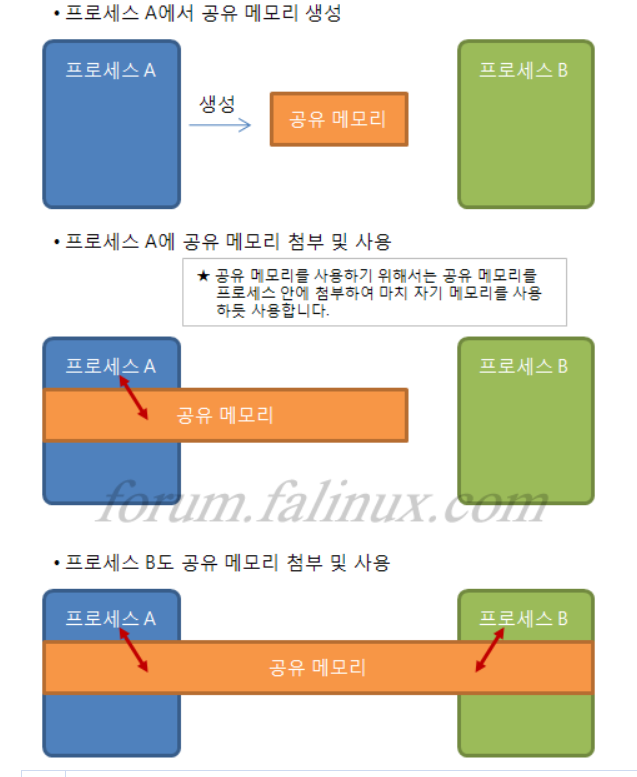 • 프로세스 A에서 공유 메모리 생성
프로세스 A
생성
공유 메모리
프로세스 B
• 프로세스 A에 공유 메모리 첨부 및 사용
★ 공유 메모리를 사용하기 위해서는 공유 메모리를
프로세스 안에 첨부하여 마치 자기 메모리를 사용
하듯 사용합니다.
프로세스 A
프로세스 B
공유 메모리
forum.falinux.com
• 프로세스 B도 공유 메모리 첨부 및 사용
프로세스 A
프로세스 B
공유 메모리